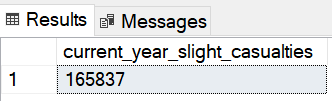 Results Messages
current_year_slight_casualties
1 165837